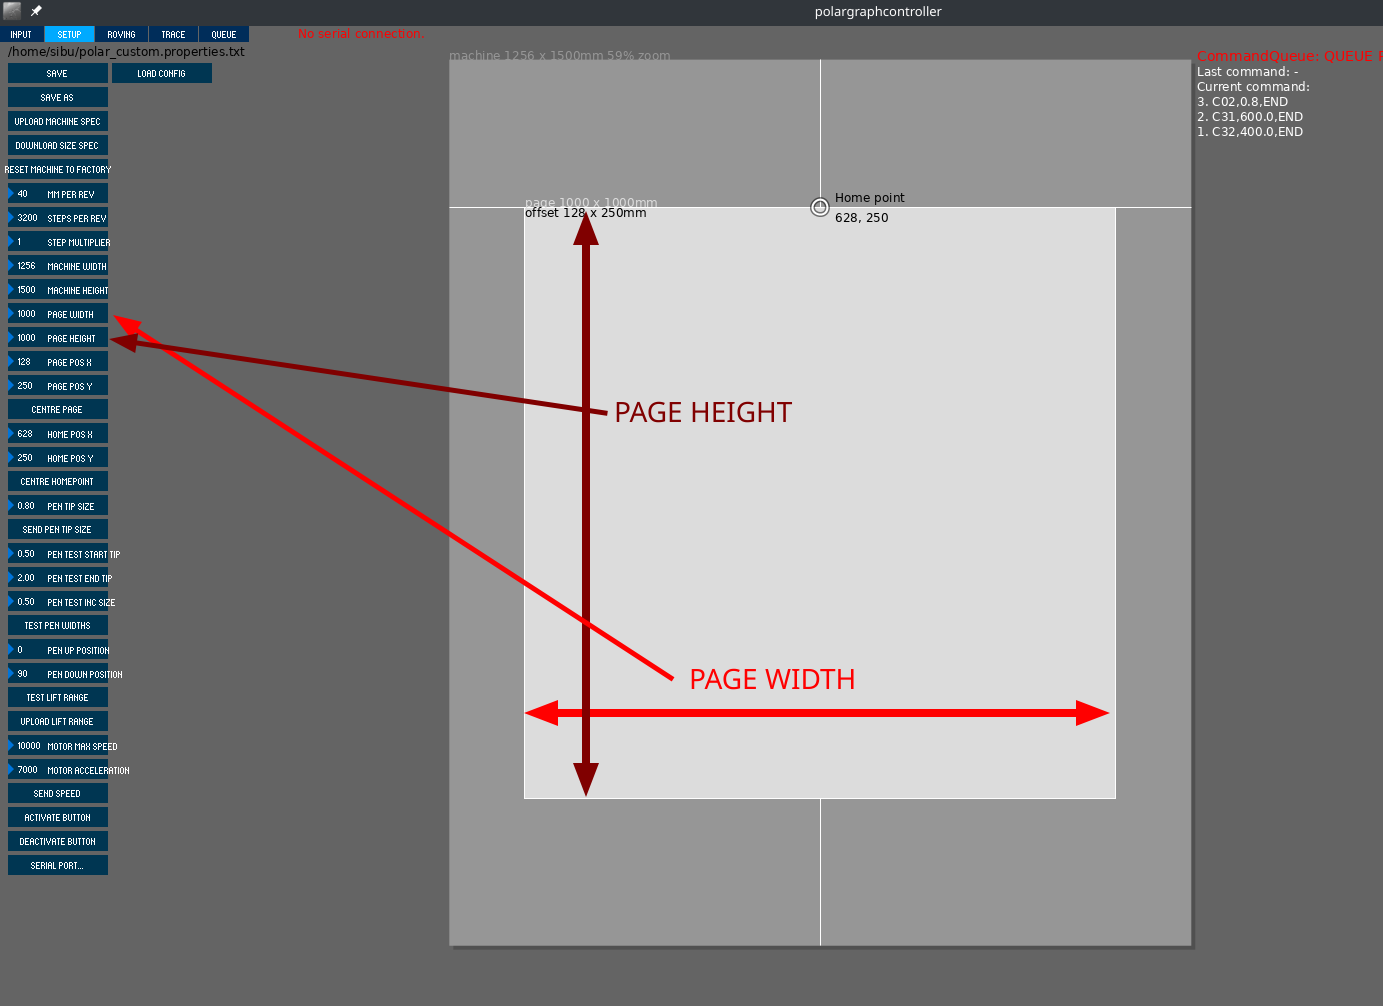 polargraphcontroller
INPUT SETUP ROVING TRACE QUEUE
No serial connection.
/home/sibu/polar_custom.properties.txt
SAVE LOAD CONFIG
SAVE AS
UPLOAD MACHINE SPEC
DOWNLOAD SIZE SPEC
RESET MACHINE TO FACTORY
40 MM PER REV
3200 STEPS PER REV
1 STEP MULTIPLIER
1256 MACHINE WIDTH
1500 MACHINE HEIGHT
1000 PAGE WIDTH
1000 PAGE HEIGHT
128 PAGE POS X
250 PAGE POS Y
CENTRE PAGE
628 HOME POS X
250 HOME POS Y
CENTRE HOMEPOINT
0.80 PEN TIP SIZE
SEND PEN TIP SIZE
0.50 PEN TEST START TIP
2.00 PEN TEST END TIP
0.50 PEN TEST INC SIZE
TEST PEN WIDTHS
0 PEN UP POSITION
90 PEN DOWN POSITION
TEST LIFT RANGE
UPLOAD LIFT RANGE
10000 MOTOR MAX SPEED
7000 MOTOR ACCELERATION
SEND SPEED
ACTIVATE BUTTON
DEACTIVATE BUTTON
SERIAL PORT...
machine 1256 x 1500mm 59% zoom
page 1000 x 1000mm
offset 128 x 250mm
Home point
628, 250
PAGE HEIGHT
PAGE WIDTH
CommandQueue: QUEUE
Last command: -
Current command:
3. C02,0.8,END
2. C31,600.0,END
1. C32,400.0,END